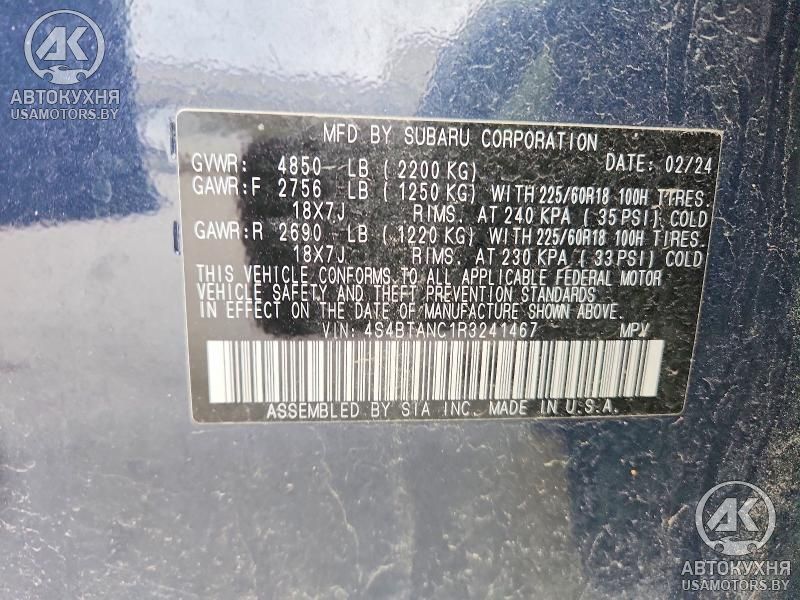 AK
АВТОКУХНЯ
USAMOTORS.BY
MFD BY SUBARU CORPORATION
GVWR: 4850 LB (2200 KG) DATE: 02/24
GAWR:F 2756 LB (1250 KG) WITH 225/60R18 100H TIRES.
18X7J RIMS. AT 240 KPA (35 PSI) COLD
GAWR:R 2690 LB (1220 KG) WITH 225/60R18 100H TIRES.
18X7J RIMS. AT 230 KPA (33 PSI) COLD
THIS VEHICLE CONFORMS TO ALL APPLICABLE FEDERAL MOTOR
VEHICLE SAFETY AND THEFT PREVENTION STANDARDS
IN EFFECT ON THE DATE OF MANUFACTURE SHOWN ABOVE.
VIN: 4S4BTANC1R3241467 MPV
ASSEMBLED BY SIA INC. MADE IN U.S.A.
AK
АВТОКУХНЯ
USAMOTORS.BY